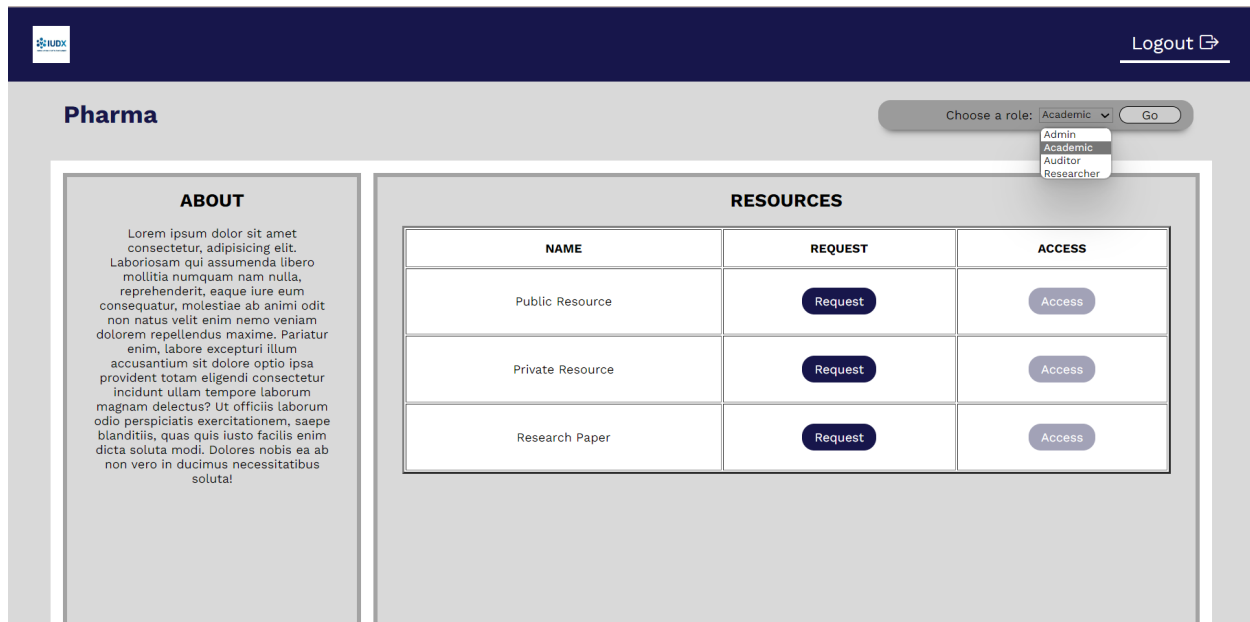 IUDX
Logout
Pharma
Choose a role: Academic Go
Admin
Academic
Auditor
Researcher
ABOUT
Lorem ipsum dolor sit amet
consectetur, adipisicing elit.
Laboriosam qui assumenda libero
mollitia numquam nam nulla,
reprehenderit, eaque iure eum
consequatur, molestiae ab animi odit
non natus velit enim nemo veniam
dolorem repellendus maxime. Pariatur
enim, labore excepturi illum
accusantium sit dolore optio ipsa
provident totam eligendi consectetur
incidunt ullam tempore laborum
magnam delectus? Ut officiis laborum
odio perspiciatis exercitationem, saepe
blanditiis, quas quis iusto facilis enim
dicta soluta modi. Dolores nobis ea ab
non vero in ducimus necessitatibus
soluta!
RESOURCES
NAME REQUEST ACCESS
Public Resource Request Access
Private Resource Request Access
Research Paper Request Access